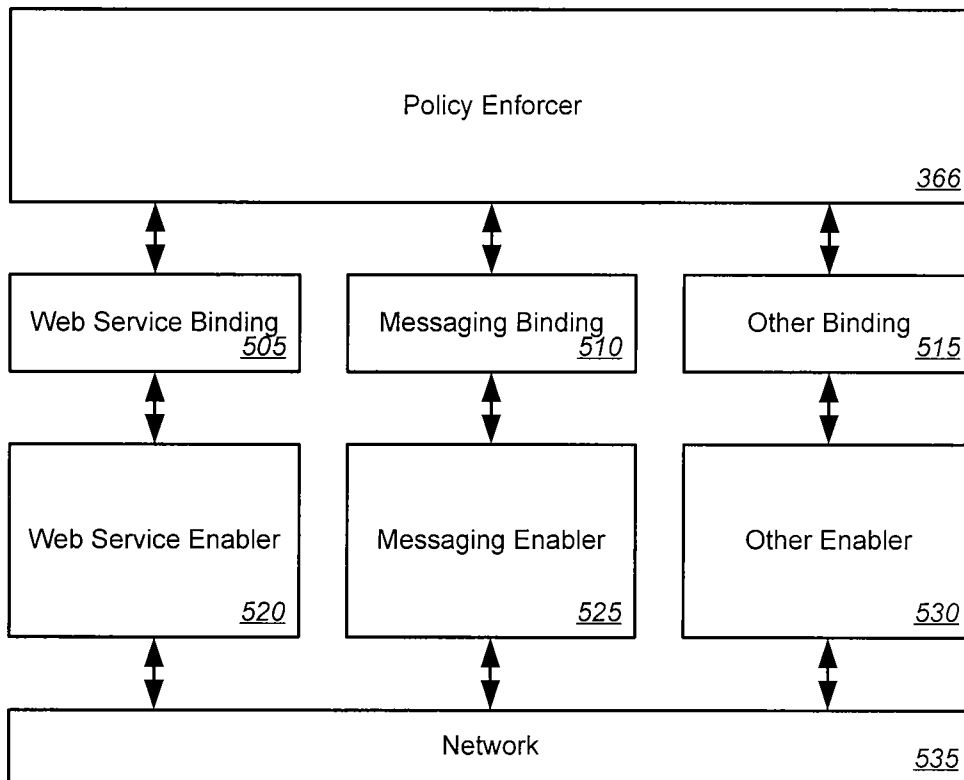 Policy Enforcer
366
Web Service Binding
505
Messaging Binding
510
Other Binding
515
Web Service Enabler
520
Messaging Enabler
525
Other Enabler
530
Network
535